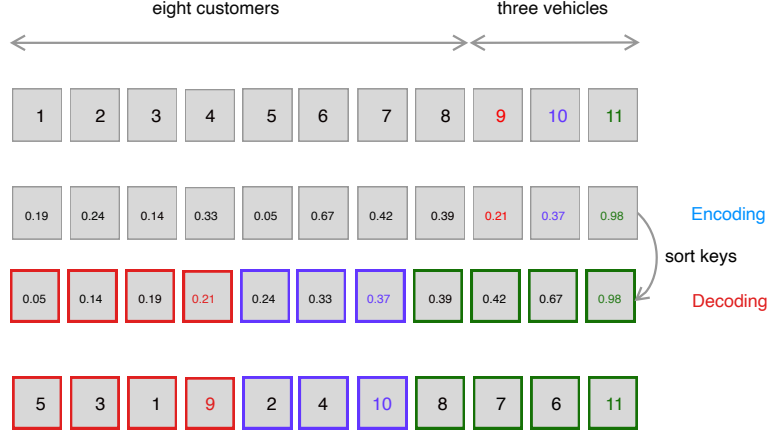 eight customers three vehicles
1 2 3 4 5 6 7 8 9 10 11
0.19 0.24 0.14 0.33 0.05 0.67 0.42 0.39 0.21 0.37 0.98 Encoding
sort keys
0.05 0.14 0.19 0.21 0.24 0.33 0.37 0.39 0.42 0.67 0.98 Decoding
5 3 1 9 2 4 10 8 7 6 11